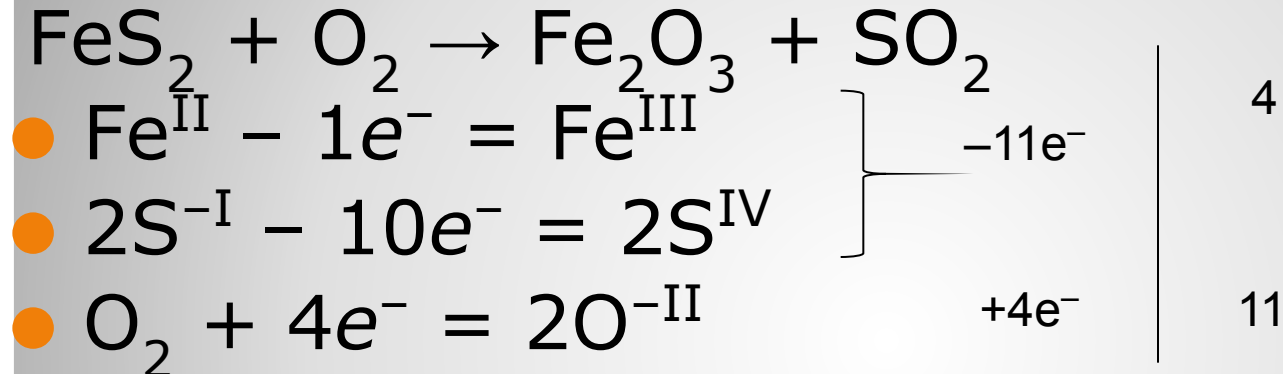 FeS₂ + O₂ → Fe₂O₃ + SO₂
Feᴵᴵ – 1e⁻ = Feᴵᴵᴵ
2S⁻ᴵ – 10e⁻ = 2Sᴵⱽ
–11e⁻ 4
O₂ + 4e⁻ = 2O⁻ᴵᴵ
+4e⁻ 11